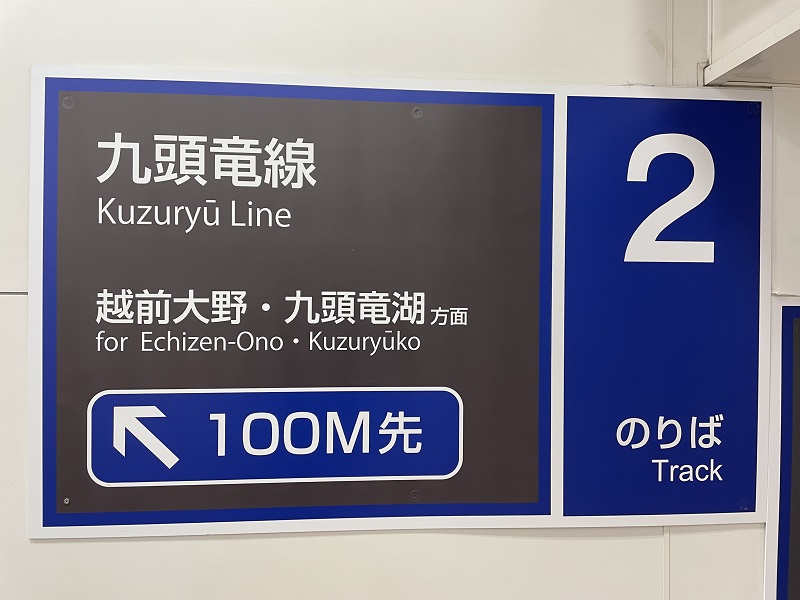 九頭竜線
Kuzuryū Line
越前大野・九頭竜湖方面
for Echizen-Ono・Kuzuryūko
100M先
2
のりば
Track